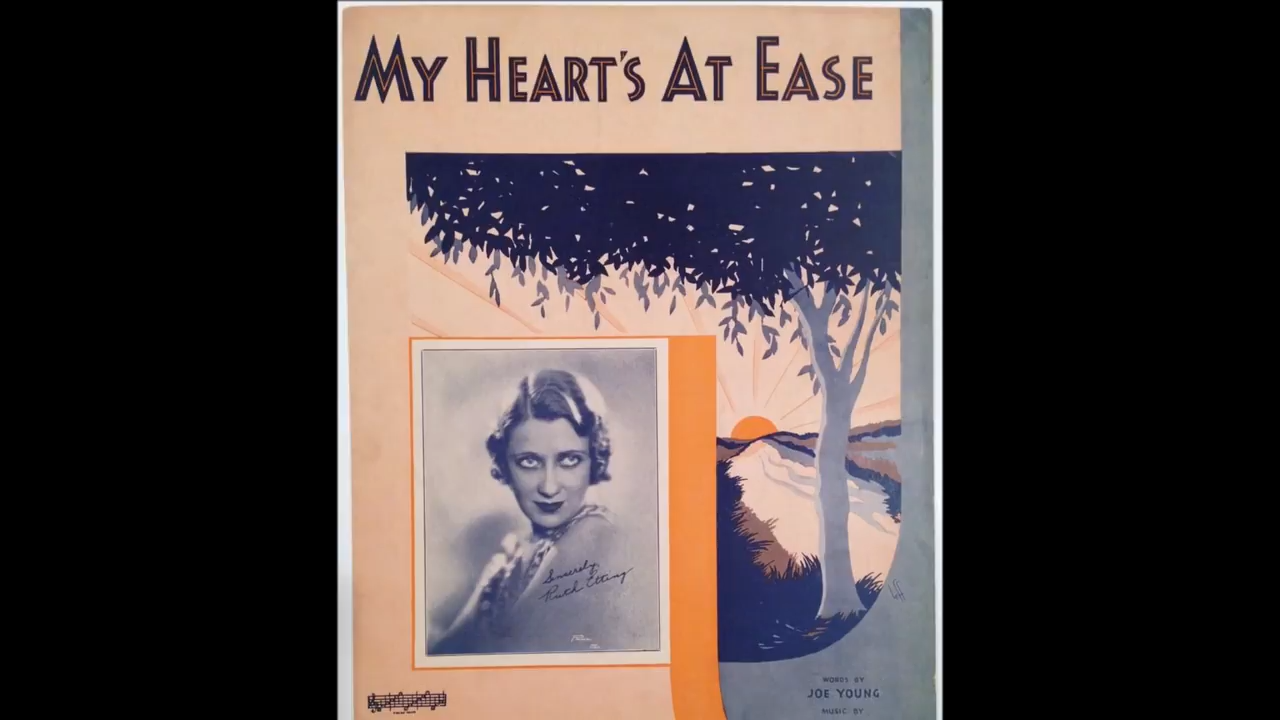 MY HEART'S AT EASE
Sincerely
Ruth Etting
WORDS BY
JOE YOUNG
MUSIC BY